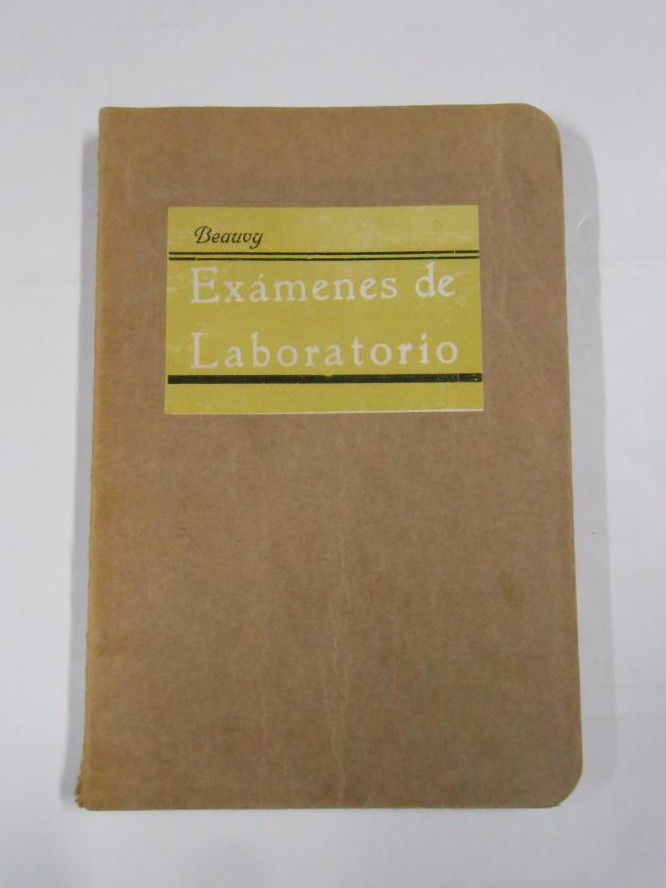 Beauvy
Exámenes de
Laboratorio